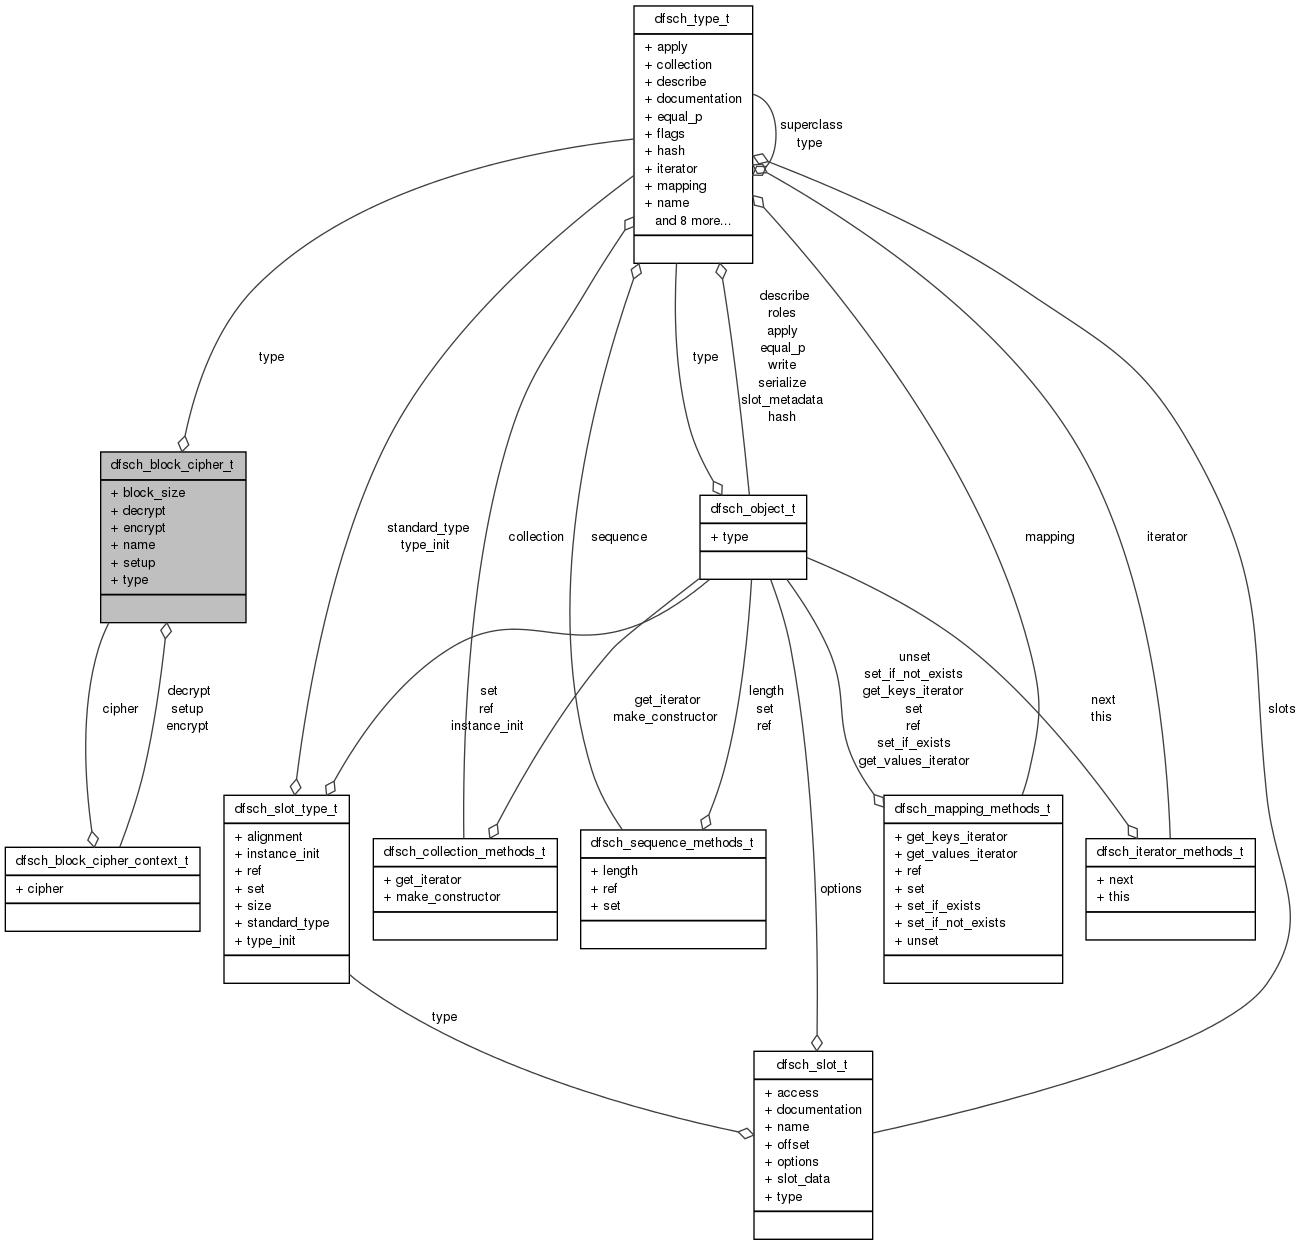 dfsch_type_t
+ apply
+ collection
+ describe
+ documentation
+ equal_p
+ flags
+ hash
+ iterator
+ mapping
+ name
and 8 more...
superclass
type
type
describe
roles
apply
equal_p
write
serialize
slot_metadata
hash
type
dfsch_block_cipher_t
+ block_size
+ decrypt
+ encrypt
+ name
+ setup
+ type
standard_type
type_init
collection
sequence
dfsch_object_t
+ type
mapping
iterator
cipher
decrypt
setup
encrypt
set
ref
instance_init
get_iterator
make_constructor
length
set
ref
unset
set_if_not_exists
get_keys_iterator
set
ref
set_if_exists
get_values_iterator
next
this
slots
dfsch_block_cipher_context_t
+ cipher
dfsch_slot_type_t
+ alignment
+ instance_init
+ ref
+ set
+ size
+ standard_type
+ type_init
dfsch_collection_methods_t
+ get_iterator
+ make_constructor
dfsch_sequence_methods_t
+ length
+ ref
+ set
options
dfsch_mapping_methods_t
+ get_keys_iterator
+ get_values_iterator
+ ref
+ set
+ set_if_exists
+ set_if_not_exists
+ unset
dfsch_iterator_methods_t
+ next
+ this
type
dfsch_slot_t
+ access
+ documentation
+ name
+ offset
+ options
+ slot_data
+ type